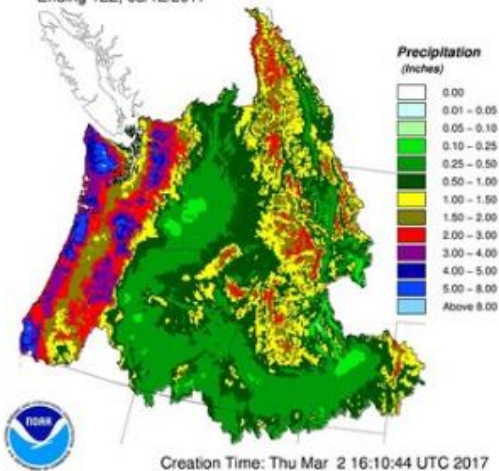 Precipitation
(Inches)
0.00
0.01 - 0.05
0.05 - 0.10
0.10 - 0.25
0.25 - 0.50
0.50 - 1.00
1.00 - 1.50
1.50 - 2.00
2.00 - 3.00
3.00 - 4.00
4.00 - 5.00
5.00 - 8.00
Above 8.00
NOAA
Creation Time: Thu Mar 2 16:10:44 UTC 2017